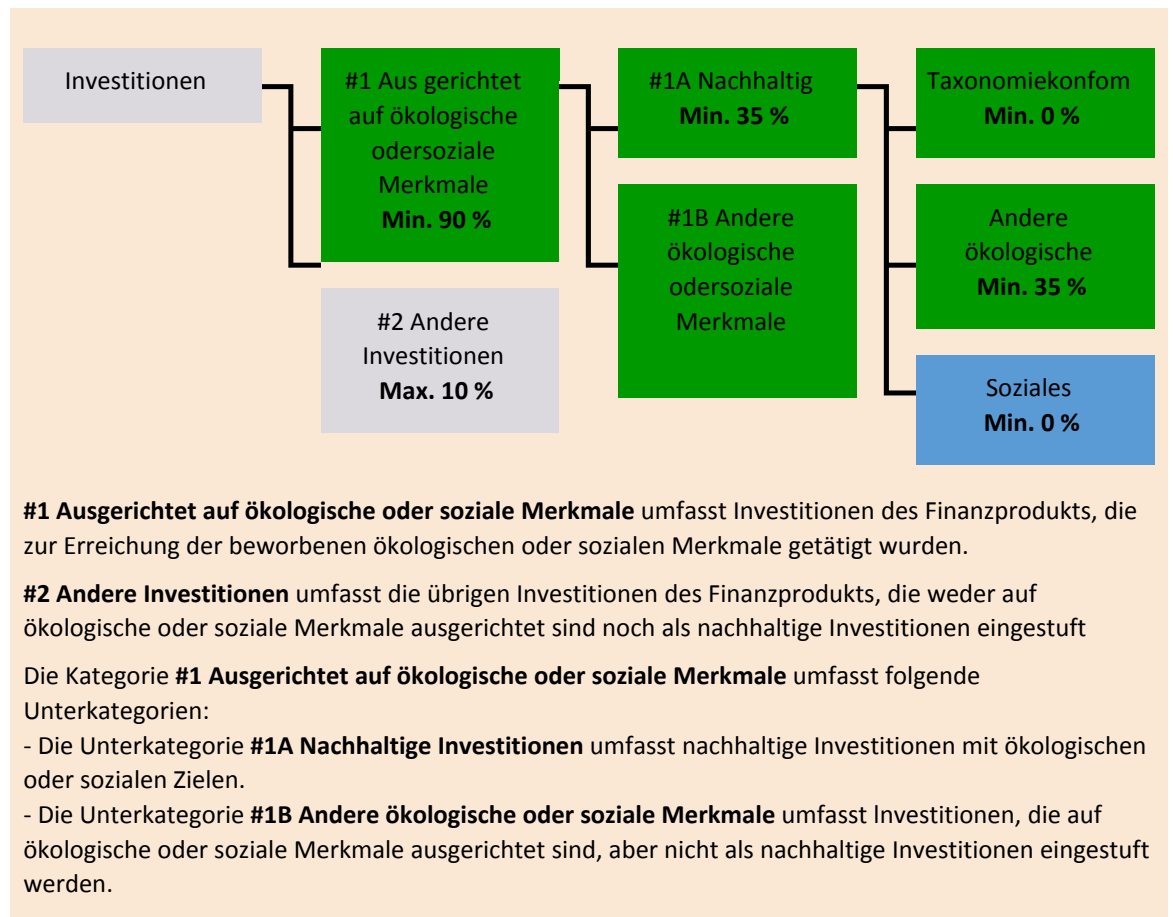 Investitionen
#1 Aus gerichtet
auf ökologische
odersoziale
Merkmale
Min. 90 %
#2 Andere
Investitionen
Max. 10 %
#1A Nachhaltig
Min. 35 %
#1B Andere
ökologische
odersoziale
Merkmale
Taxonomiekonfom
Min. 0 %
Andere
ökologische
Min. 35 %
Soziales
Min. 0 %
#1 Ausgerichtet auf ökologische oder soziale Merkmale umfasst Investitionen des Finanzprodukts, die
zur Erreichung der beworbenen ökologischen oder sozialen Merkmale getätigt wurden.
#2 Andere Investitionen umfasst die übrigen Investitionen des Finanzprodukts, die weder auf
ökologische oder soziale Merkmale ausgerichtet sind noch als nachhaltige Investitionen eingestuft
Die Kategorie #1 Ausgerichtet auf ökologische oder soziale Merkmale umfasst folgende
Unterkategorien:
- Die Unterkategorie #1A Nachhaltige Investitionen umfasst nachhaltige Investitionen mit ökologischen
oder sozialen Zielen.
- Die Unterkategorie #1B Andere ökologische oder soziale Merkmale umfasst lnvestitionen, die auf
ökologische oder soziale Merkmale ausgerichtet sind, aber nicht als nachhaltige Investitionen eingestuft
werden.